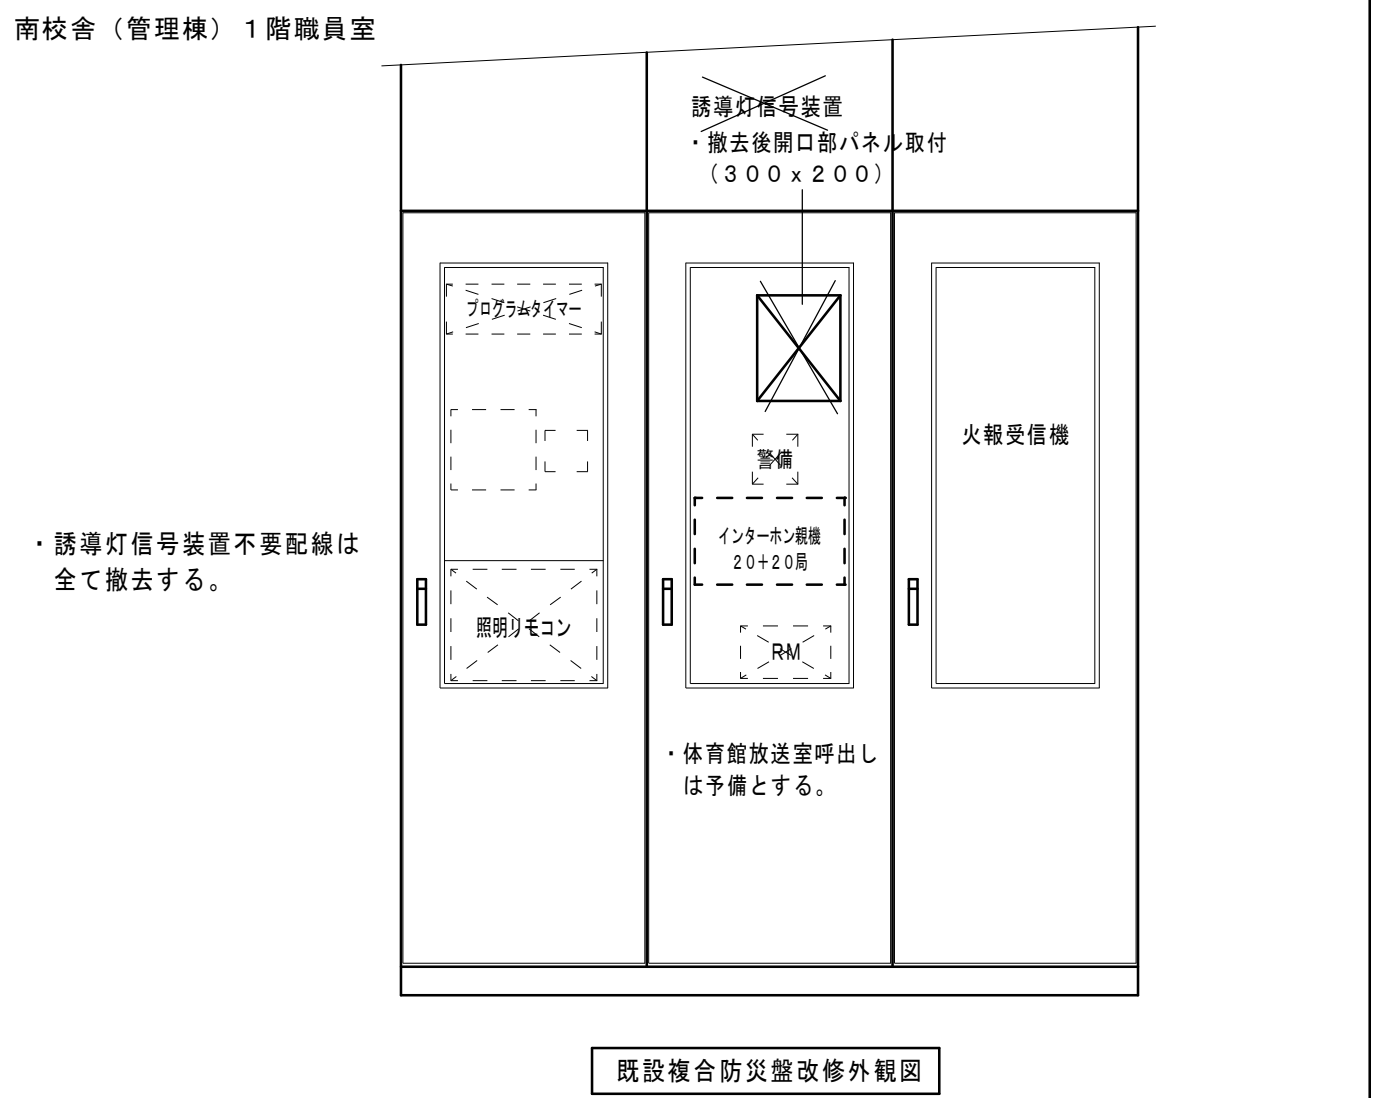 南校舎（管理棟）１階職員室
誘導灯信号装置
・撤去後開口部パネル取付
（３００ｘ２００）
プログラムタイマー
火報受信機
警備
インターホン親機
２０＋２０局
・誘導灯信号装置不要配線は
全て撤去する。
照明リモコン
ＲＭ
・体育館放送室呼出し
は予備とする。
既設複合防災盤改修外観図